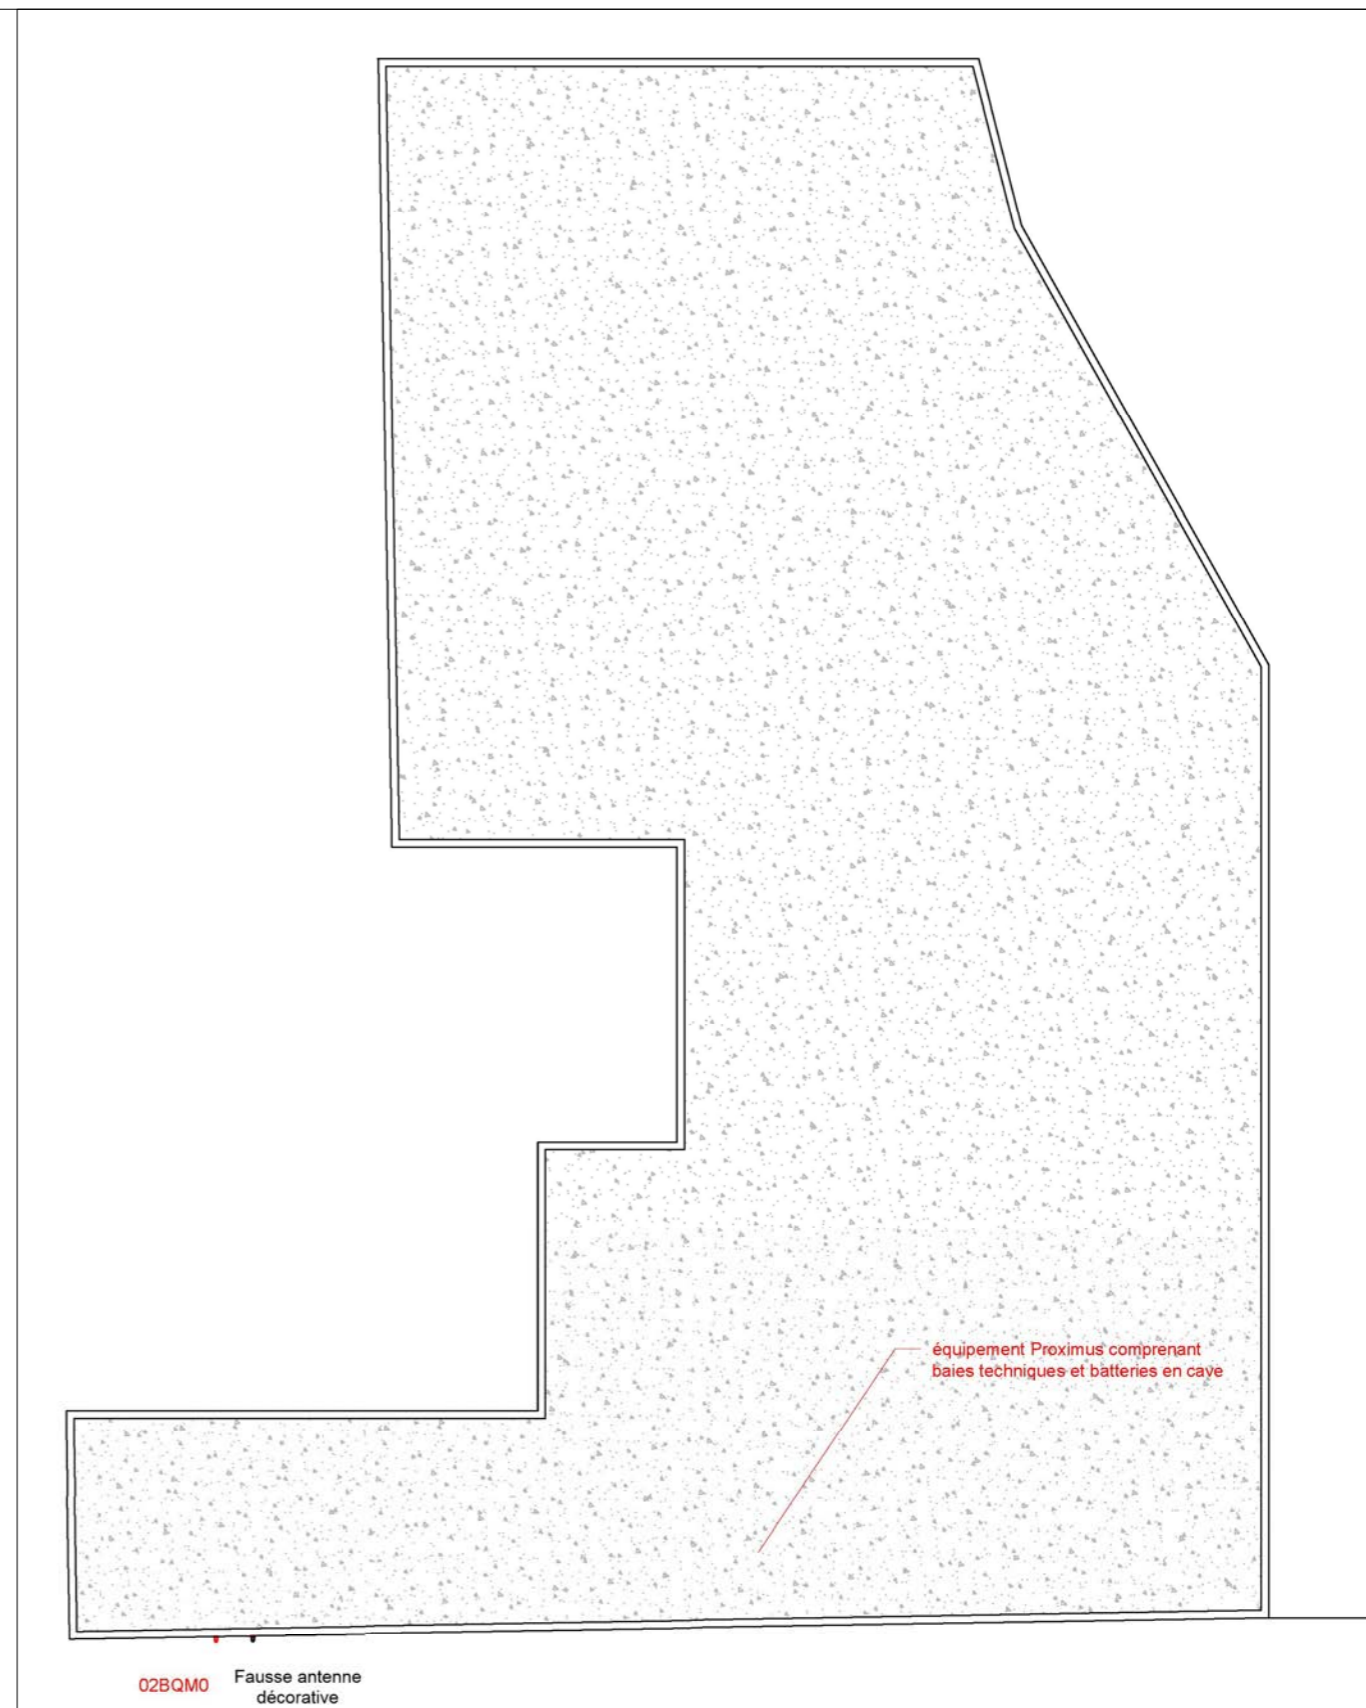 équipement Proximus comprenant
baies techniques et batteries en cave
02BQM0
Fausse antenne
décorative